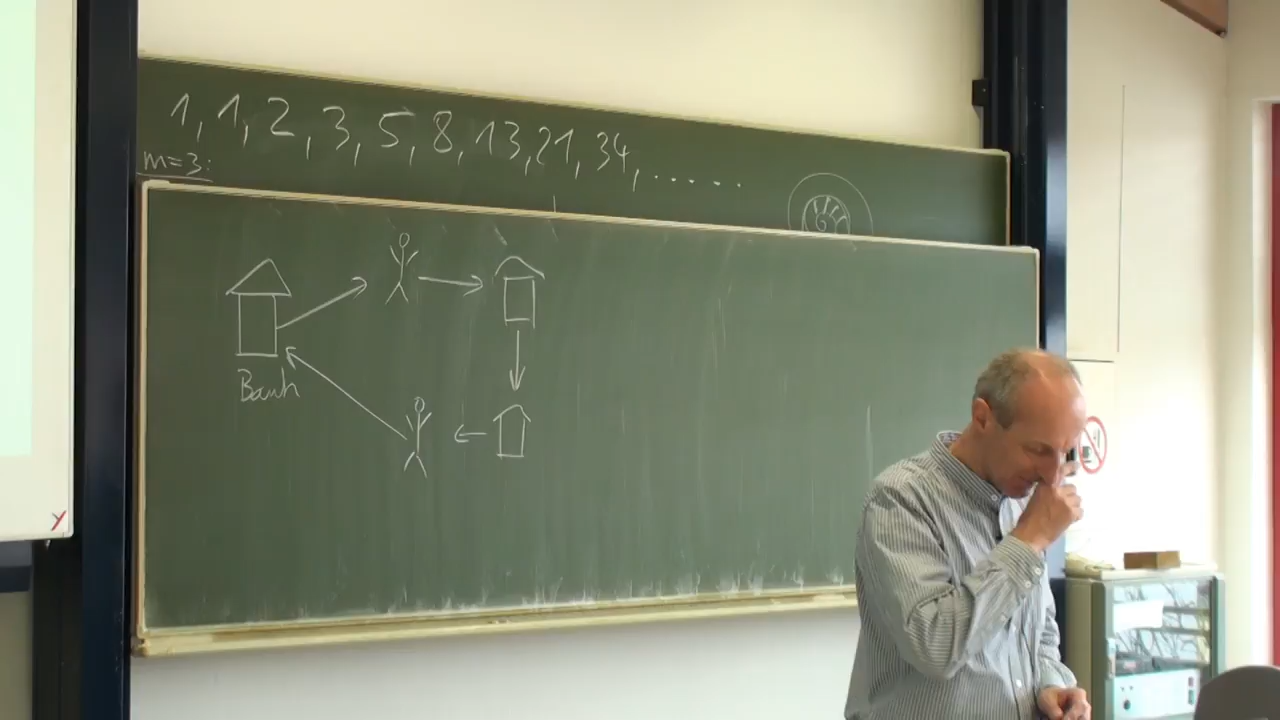 1, 1, 2, 3, 5, 8, 13, 21, 34, .....
m=3:
Bank